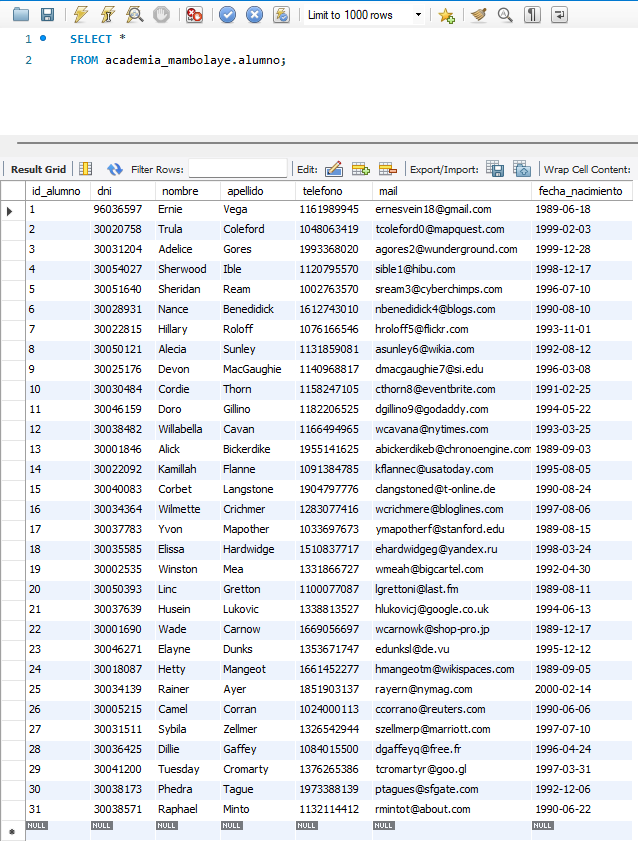 Limit to 1000 rows
1 SELECT *
2 FROM academia_mambolaye.alumno;
Result Grid Filter Rows: Edit: Export/Import: Wrap Cell Content:
id_alumno dni nombre apellido telefono mail fecha_nacimiento
1 96036597 Ernie Vega 1161989945 ernesvein18@gmail.com 1989-06-18
2 30020758 Trula Coleford 1048063419 tcoleford0@mapquest.com 1999-02-03
3 30031204 Adelice Gores 1993368020 agores2@wunderground.com 1999-12-28
4 30054027 Sherwood Ible 1120795570 sible1@hibu.com 1998-12-17
5 30051640 Sheridan Ream 1002763570 sream3@cyberchimps.com 1996-07-10
6 30028931 Nance Benedidick 1612743010 nbenedidick4@blogs.com 1990-08-10
7 30022815 Hillary Roloff 1076166546 hroloff5@flickr.com 1993-11-01
8 30050121 Alecia Sunley 1131859081 asunley6@wikia.com 1992-08-12
9 30025176 Devon MacGaughie 1140968817 dmacgaughie7@si.edu 1996-03-08
10 30030484 Cordie Thorn 1158247105 cthorn8@eventbrite.com 1991-02-25
11 30046159 Doro Gillino 1182206525 dgillino9@godaddy.com 1994-05-22
12 30038482 Willabella Cavan 1166494965 wcavana@nytimes.com 1993-03-25
13 30001846 Alick Bickerdike 1955141625 abickerdikeb@chronoengine.com 1989-09-03
14 30022092 Kamillah Flanne 1091384785 kflannec@usatoday.com 1995-08-05
15 30040083 Corbet Langstone 1904797776 clangstoned@t-online.de 1990-08-24
16 30034364 Wilmette Crichmer 1283077416 wcrichmere@bloglines.com 1997-08-06
17 30037783 Yvon Mapother 1033697673 ymapotherf@stanford.edu 1989-08-15
18 30035585 Elissa Hardwidge 1510837717 ehardwidgeg@yandex.ru 1998-03-24
19 30002535 Winston Mea 1331866727 wmeah@bigcartel.com 1992-04-30
20 30050393 Linc Gretton 1100077087 lgrettoni@last.fm 1989-08-11
21 30037639 Husein Lukovic 1338813527 hlukovicj@google.co.uk 1994-06-13
22 30001690 Wade Carnow 1669056697 wcarnowk@shop-pro.jp 1989-12-17
23 30046271 Elayne Dunks 1353671747 edunksl@de.vu 1995-12-12
24 30018087 Hetty Mangeot 1661452277 hmangeotm@wikispaces.com 1989-09-05
25 30034139 Rainer Ayer 1851903137 rayern@nymag.com 2000-02-14
26 30005215 Camel Corran 1024000113 ccorrano@reuters.com 1990-06-06
27 30031511 Sybila Zellmer 1326542944 szellmerp@marriott.com 1997-07-10
28 30036425 Dillie Gaffey 1084015500 dgaffeyq@free.fr 1996-04-24
29 30041200 Tuesday Cromarty 1376265386 tcromartyr@goo.gl 1997-03-31
30 30038173 Phedra Tague 1973388139 ptagues@sfgate.com 1992-12-06
31 30038571 Raphael Minto 1132114412 rmintot@about.com 1990-06-22
NULL NULL NULL NULL NULL NULL NULL